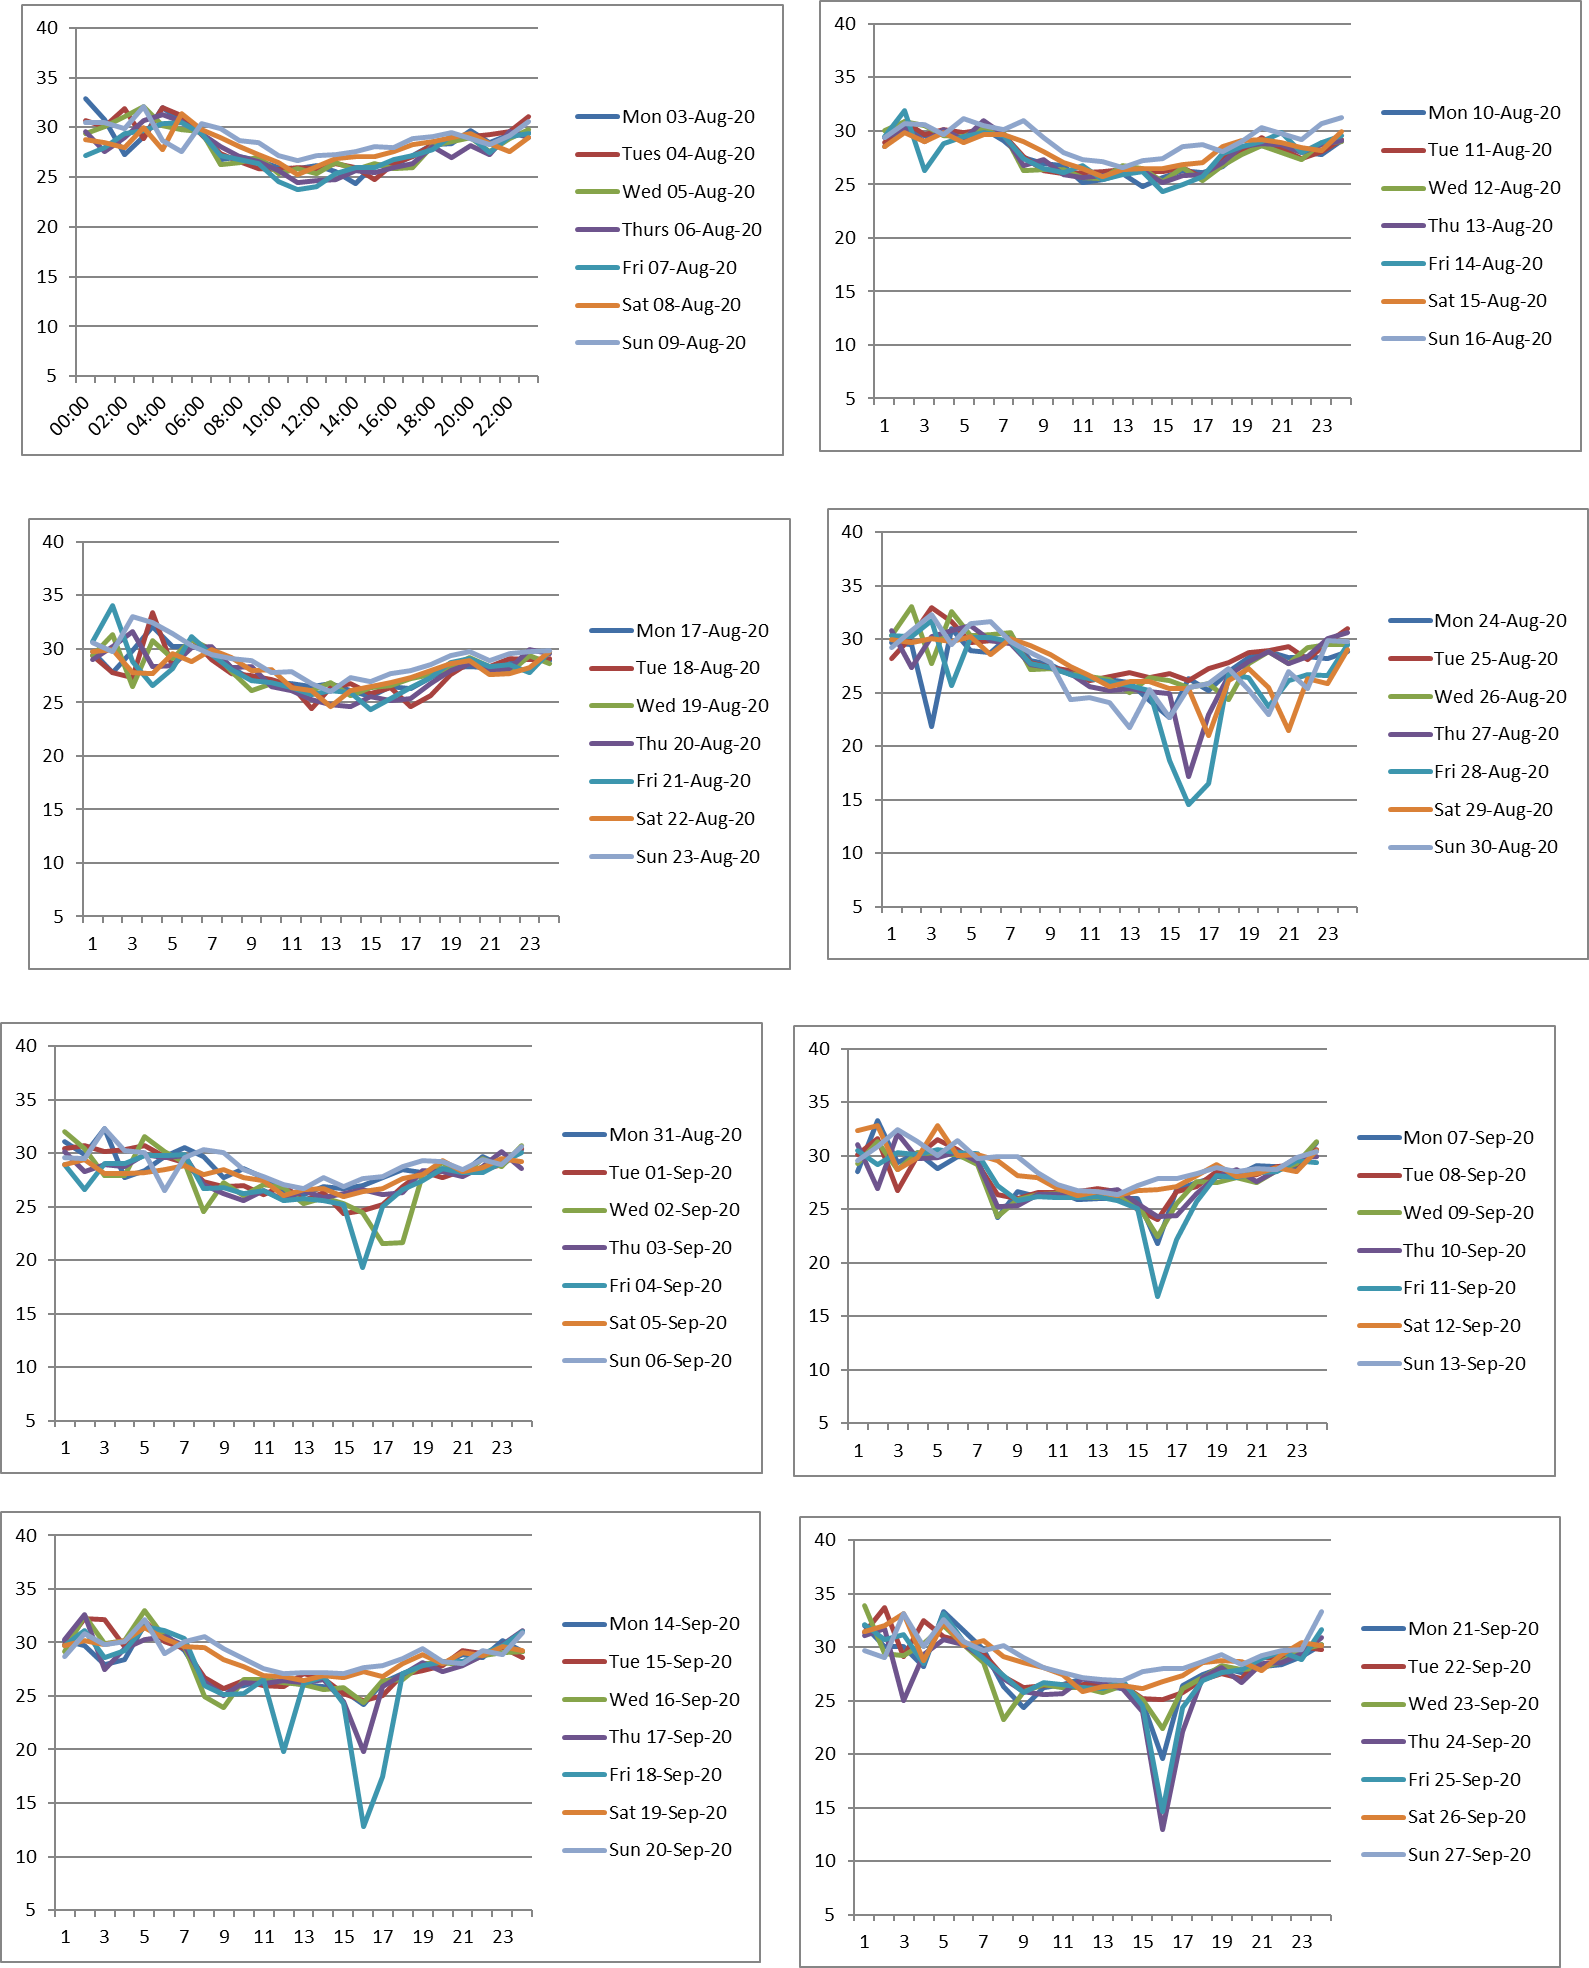 40
35
30
25
20
15
10
5
00:00
02:00
04:00
06:00
08:00
10:00
12:00
14:00
16:00
18:00
20:00
22:00
Mon 03-Aug-20
Tues 04-Aug-20
Wed 05-Aug-20
Thurs 06-Aug-20
Fri 07-Aug-20
Sat 08-Aug-20
Sun 09-Aug-20
40
35
30
25
20
15
10
5
1 3 5 7 9 11 13 15 17 19 21 23
Mon 10-Aug-20
Tue 11-Aug-20
Wed 12-Aug-20
Thu 13-Aug-20
Fri 14-Aug-20
Sat 15-Aug-20
Sun 16-Aug-20
40
35
30
25
20
15
10
5
1 3 5 7 9 11 13 15 17 19 21 23
Mon 17-Aug-20
Tue 18-Aug-20
Wed 19-Aug-20
Thu 20-Aug-20
Fri 21-Aug-20
Sat 22-Aug-20
Sun 23-Aug-20
40
35
30
25
20
15
10
5
1 3 5 7 9 11 13 15 17 19 21 23
Mon 24-Aug-20
Tue 25-Aug-20
Wed 26-Aug-20
Thu 27-Aug-20
Fri 28-Aug-20
Sat 29-Aug-20
Sun 30-Aug-20
40
35
30
25
20
15
10
5
1 3 5 7 9 11 13 15 17 19 21 23
Mon 31-Aug-20
Tue 01-Sep-20
Wed 02-Sep-20
Thu 03-Sep-20
Fri 04-Sep-20
Sat 05-Sep-20
Sun 06-Sep-20
40
35
30
25
20
15
10
5
1 3 5 7 9 11 13 15 17 19 21 23
Mon 07-Sep-20
Tue 08-Sep-20
Wed 09-Sep-20
Thu 10-Sep-20
Fri 11-Sep-20
Sat 12-Sep-20
Sun 13-Sep-20
40
35
30
25
20
15
10
5
1 3 5 7 9 11 13 15 17 19 21 23
Mon 14-Sep-20
Tue 15-Sep-20
Wed 16-Sep-20
Thu 17-Sep-20
Fri 18-Sep-20
Sat 19-Sep-20
Sun 20-Sep-20
40
35
30
25
20
15
10
5
1 3 5 7 9 11 13 15 17 19 21 23
Mon 21-Sep-20
Tue 22-Sep-20
Wed 23-Sep-20
Thu 24-Sep-20
Fri 25-Sep-20
Sat 26-Sep-20
Sun 27-Sep-20